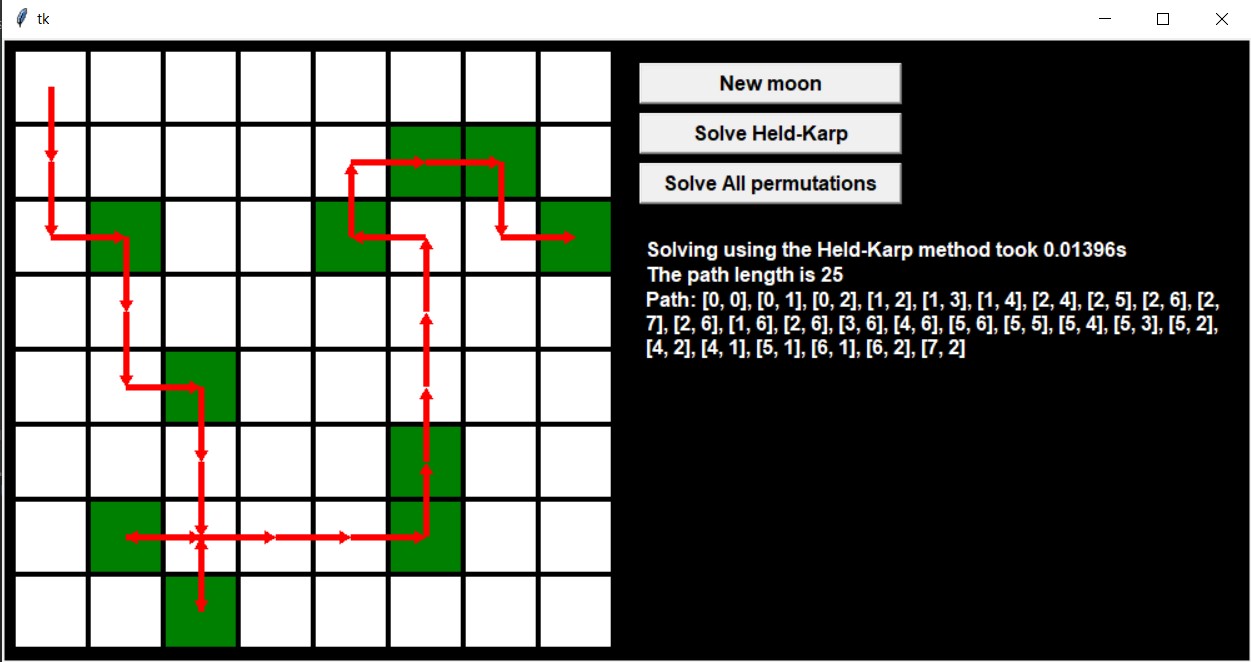 tk
New moon
Solve Held-Karp
Solve All permutations
Solving using the Held-Karp method took 0.01396s
The path length is 25
Path: [0, 0], [0, 1], [0, 2], [1, 2], [1, 3], [1, 4], [2, 4], [2, 5], [2, 6], [2,
7], [2, 6], [1, 6], [2, 6], [3, 6], [4, 6], [5, 6], [5, 5], [5, 4], [5, 3], [5, 2],
[4, 2], [4, 1], [5, 1], [6, 1], [6, 2], [7, 2]